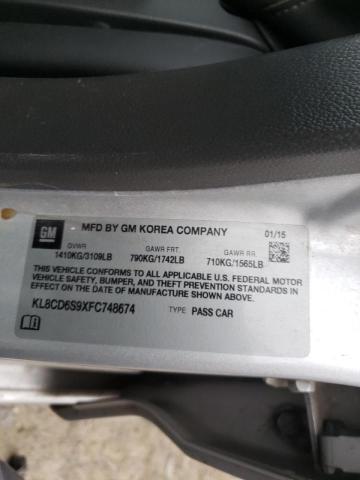 GM MFD BY GM KOREA COMPANY 01/15
GVWR GAWR FRT. GAWR RR.
1410KG/3109LB 790KG/1742LB 710KG/1565LB
THIS VEHICLE CONFORMS TO ALL APPLICABLE U.S. FEDERAL MOTOR
VEHICLE SAFETY, BUMPER, AND THEFT PREVENTION STANDARDS
IN EFFECT ON THE DATE OF MANUFACTURE SHOWN ABOVE.
KL8CD6S9XFC748674 TYPE: PASS CAR